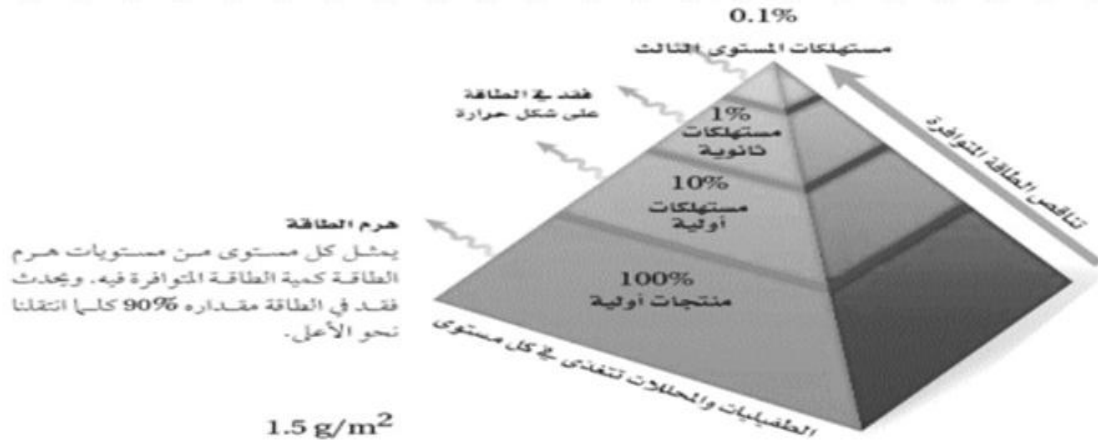 0.1%
مستهلكات المستوى الثالث
فقد في الطاقة
على شكل حرارة
1%
مستهلكات
ثانوية
تناقص الطاقة المتوافرة
10%
مستهلكات
أولية
هرم الطاقة
يمثل كل مستوى من مستويات هرم
الطاقة كمية الطاقة المتوافرة فيه. ويحدث
فقد في الطاقة مقداره 90% كلما انتقلنا
نحو الأعلى.
100%
منتجات أولية
الطفيليات والمحللات تتغذى في كل مستوى
1.5 g/m²